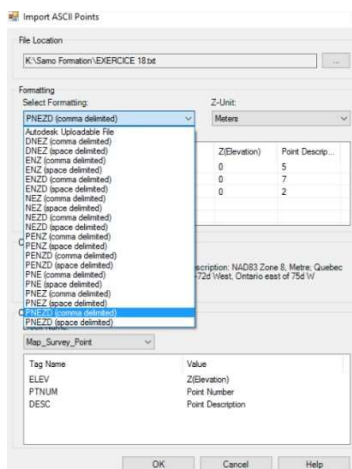 Import ASCII Points
File Location
K:\Samo Formation\EXERCICE 18.txt
...
Formatting
Select Formatting:
Z-Unit:
PNEZD (comma delimited)
Meters
Autodesk Uploadable File
DNEZ (comma delimited)
DNEZ (space delimited)
ENZ (comma delimited)
ENZ (space delimited)
ENZD (comma delimited)
ENZD (space delimited)
NEZ (comma delimited)
NEZ (space delimited)
NEZD (comma delimited)
NEZD (space delimited)
PENZ (comma delimited)
PENZ (space delimited)
PENZD (comma delimited)
PENZD (space delimited)
PNE (comma delimited)
PNE (space delimited)
PNEZ (comma delimited)
PNEZ (space delimited)
PNEZD (comma delimited)
PNEZD (space delimited)
Z(Elevation) Point Descrip...
0 5
0 7
0 2
scription: NAD83 Zone 8, Metre; Quebec
-72d West, Ontario east of 75d W
Map_Survey_Point
Tag Name Value
ELEV Z(Elevation)
PTNUM Point Number
DESC Point Description
OK Cancel Help